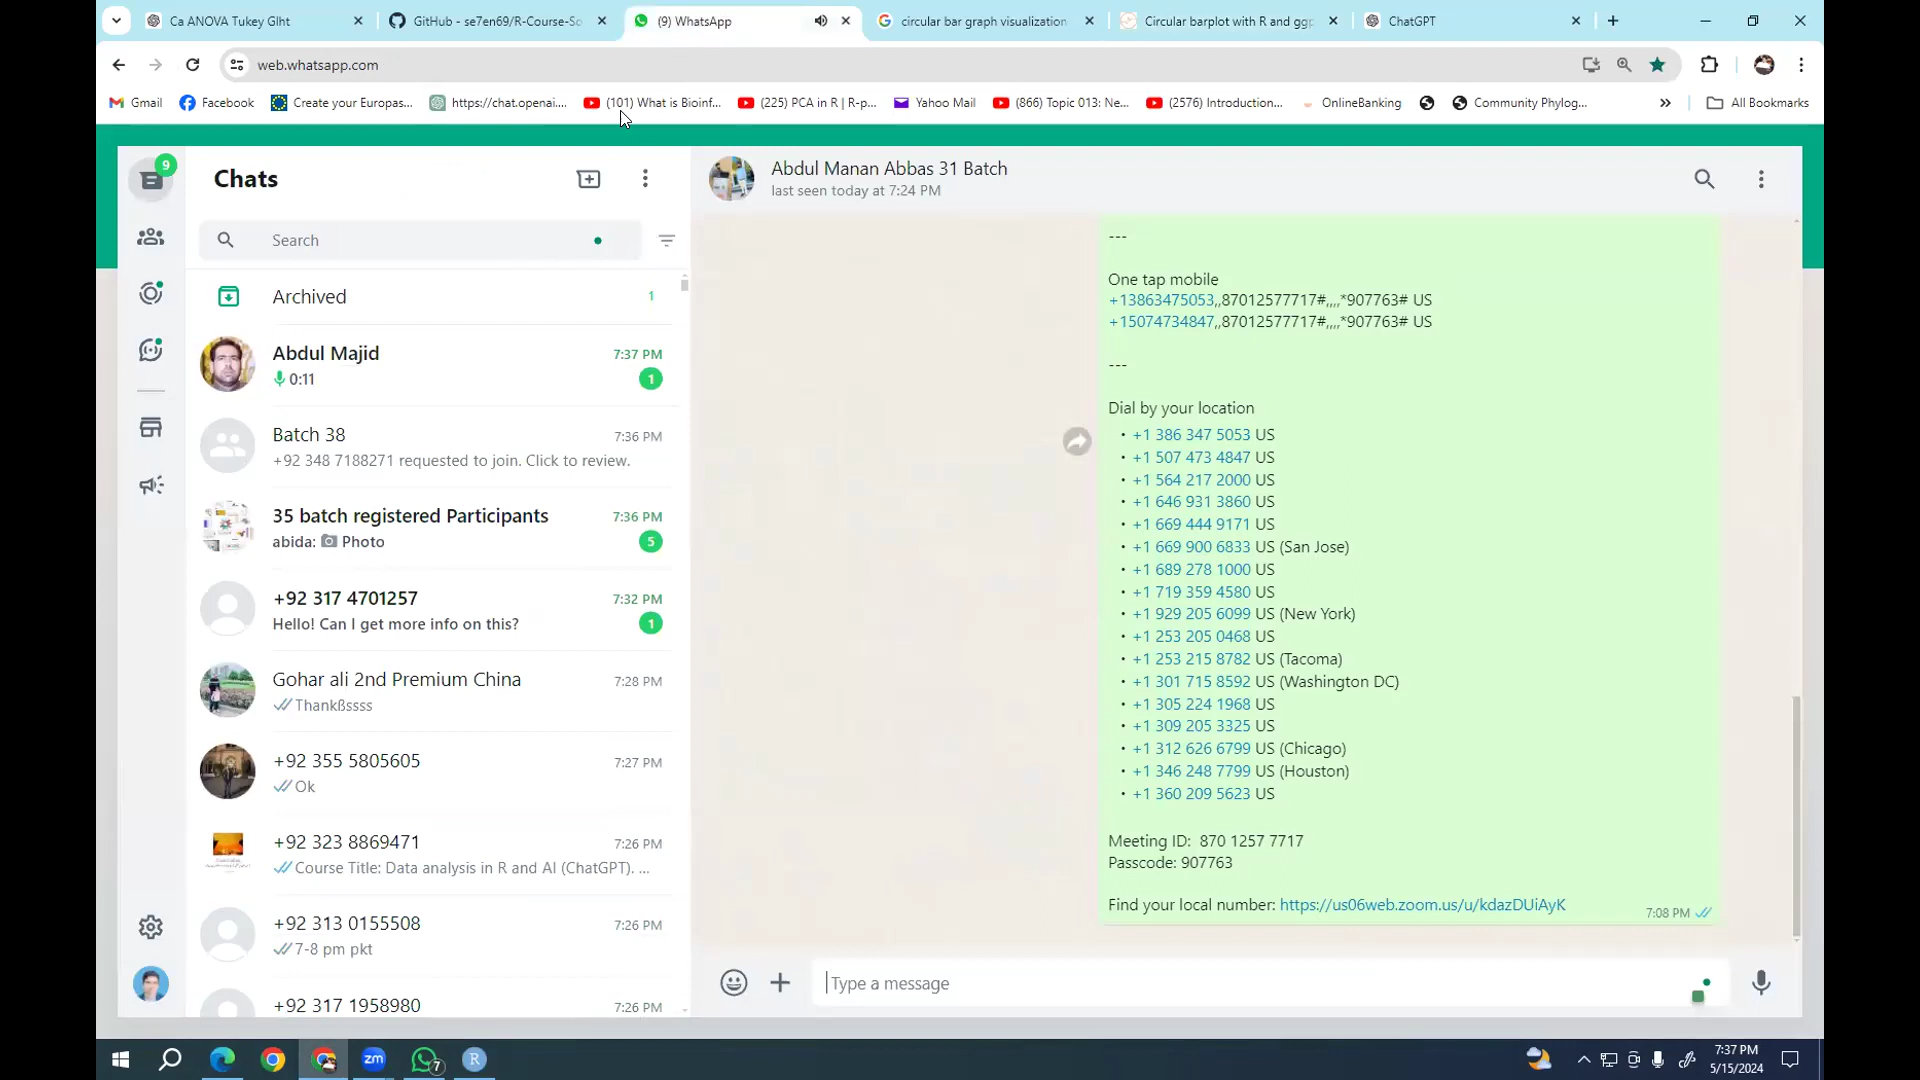 Ca ANOVA Tukey Glht
GitHub - se7en69/R-Course-Sc
(9) WhatsApp
circular bar graph visualization
Circular barplot with R and ggp
ChatGPT
web.whatsapp.com
Gmail
Facebook
Create your Europas...
https://chat.openai....
(101) What is Bioinf...
(225) PCA in R | R-p...
Yahoo Mail
(866) Topic 013: Ne...
(2576) Introduction...
OnlineBanking
Community Phylog...
All Bookmarks
9
Chats
Search
Archived
1
Abdul Majid
7:37 PM
0:11
1
Batch 38
7:36 PM
+92 348 7188271 requested to join. Click to review.
35 batch registered Participants
7:36 PM
abida: Photo
5
+92 317 4701257
7:32 PM
Hello! Can I get more info on this?
1
Gohar ali 2nd Premium China
7:28 PM
Thankßssss
+92 355 5805605
7:27 PM
Ok
+92 323 8869471
7:26 PM
Course Title: Data analysis in R and AI (ChatGPT). ...
+92 313 0155508
7:26 PM
7-8 pm pkt
+92 317 1958980
7:26 PM
Abdul Manan Abbas 31 Batch
last seen today at 7:24 PM
---
One tap mobile
+13863475053,,87012577717#,,,,*907763# US
+15074734847,,87012577717#,,,,*907763# US
---
Dial by your location
• +1 386 347 5053 US
• +1 507 473 4847 US
• +1 564 217 2000 US
• +1 646 931 3860 US
• +1 669 444 9171 US
• +1 669 900 6833 US (San Jose)
• +1 689 278 1000 US
• +1 719 359 4580 US
• +1 929 205 6099 US (New York)
• +1 253 205 0468 US
• +1 253 215 8782 US (Tacoma)
• +1 301 715 8592 US (Washington DC)
• +1 305 224 1968 US
• +1 309 205 3325 US
• +1 312 626 6799 US (Chicago)
• +1 346 248 7799 US (Houston)
• +1 360 209 5623 US
Meeting ID: 870 1257 7717
Passcode: 907763
Find your local number: https://us06web.zoom.us/u/kdazDUiAyK
7:08 PM
Type a message
zm
7
R
7:37 PM
5/15/2024